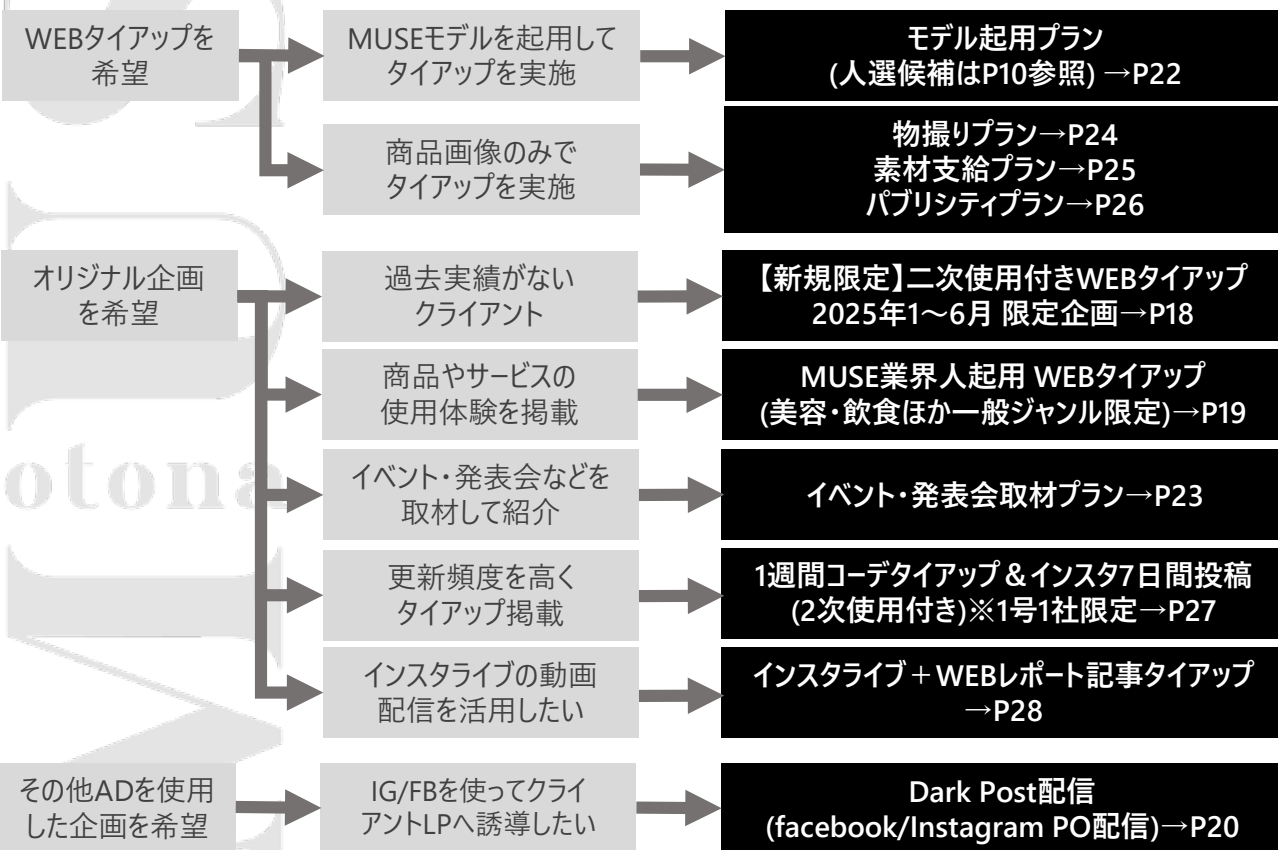 WEBタイアップを
希望
MUSEモデルを起用して
タイアップを実施
モデル起用プラン
(人選候補はP10参照) →P22
商品画像のみで
タイアップを実施
物撮りプラン→P24
素材支給プラン→P25
パブリシティプラン→P26
オリジナル企画
を希望
過去実績がない
クライアント
【新規限定】二次使用付きWEBタイアップ
2025年1～6月 限定企画→P18
商品やサービスの
使用体験を掲載
MUSE業界人起用 WEBタイアップ
(美容・飲食ほか一般ジャンル限定)→P19
イベント・発表会などを
取材して紹介
イベント・発表会取材プラン→P23
更新頻度を高く
タイアップ掲載
1週間コーデタイアップ＆インスタ7日間投稿
(2次使用付き)※1号1社限定→P27
インスタライブの動画
配信を活用したい
インスタライブ＋WEBレポート記事タイアップ
→P28
その他ADを使用
した企画を希望
IG/FBを使ってクライ
アントLPへ誘導したい
Dark Post配信
(facebook/Instagram PO配信)→P20
otona